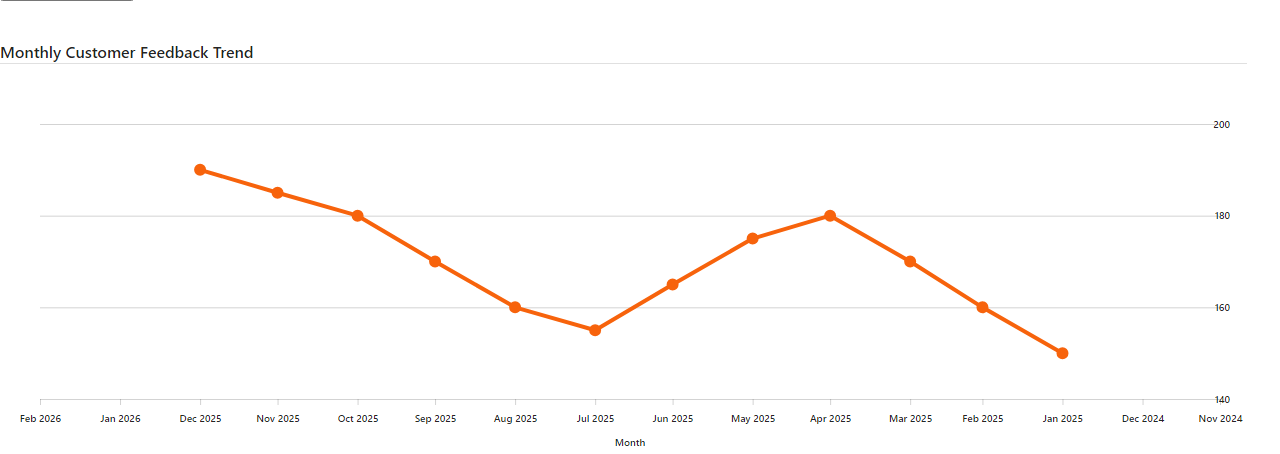 Monthly Customer Feedback Trend
200
180
160
140
Feb 2026 Jan 2026 Dec 2025 Nov 2025 Oct 2025 Sep 2025 Aug 2025 Jul 2025 Jun 2025 May 2025 Apr 2025 Mar 2025 Feb 2025 Jan 2025 Dec 2024 Nov 2024
Month